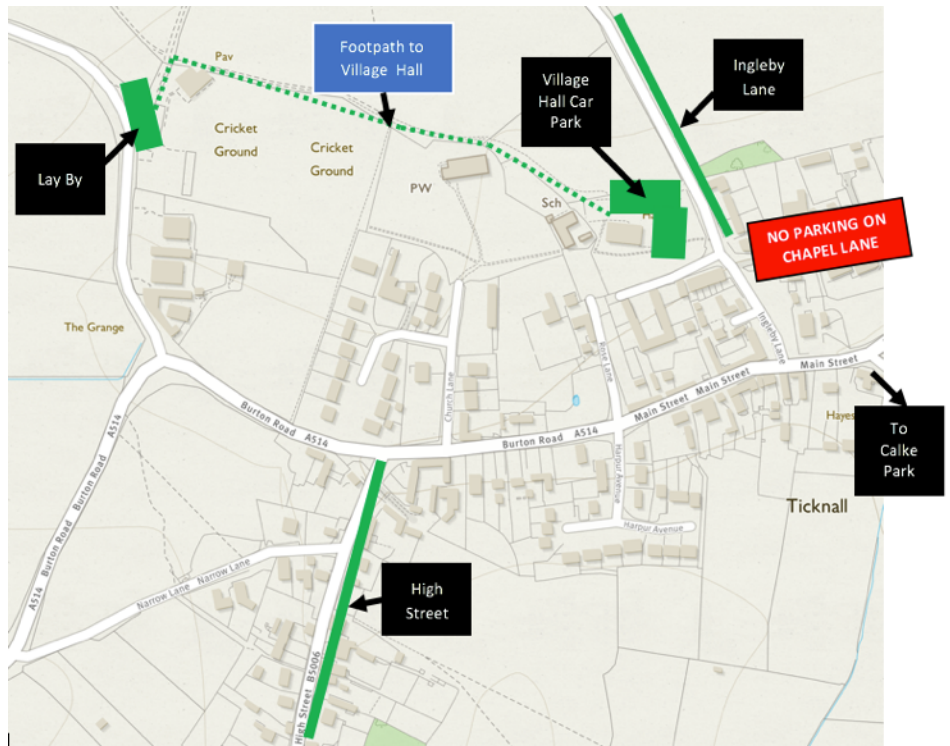 Pav
Footpath to
Village Hall
Village
Hall Car
Park
Ingleby
Lane
Lay By
Cricket
Ground
Cricket
Ground
PW
Sch
NO PARKING ON
CHAPEL LANE
The Grange
Ingleby Lane
Rose Lane
Church Lane
Main Street
Main Street
Main Street
Burton Road
A514
Burton Road
A514
Hayes
To
Calke
Park
Harpur Avenue
Harpur Avenue
Ticknall
A514
Burton Road
Burton Road
A514
Narrow Lane
Narrow Lane
High
Street
High Street
B5006